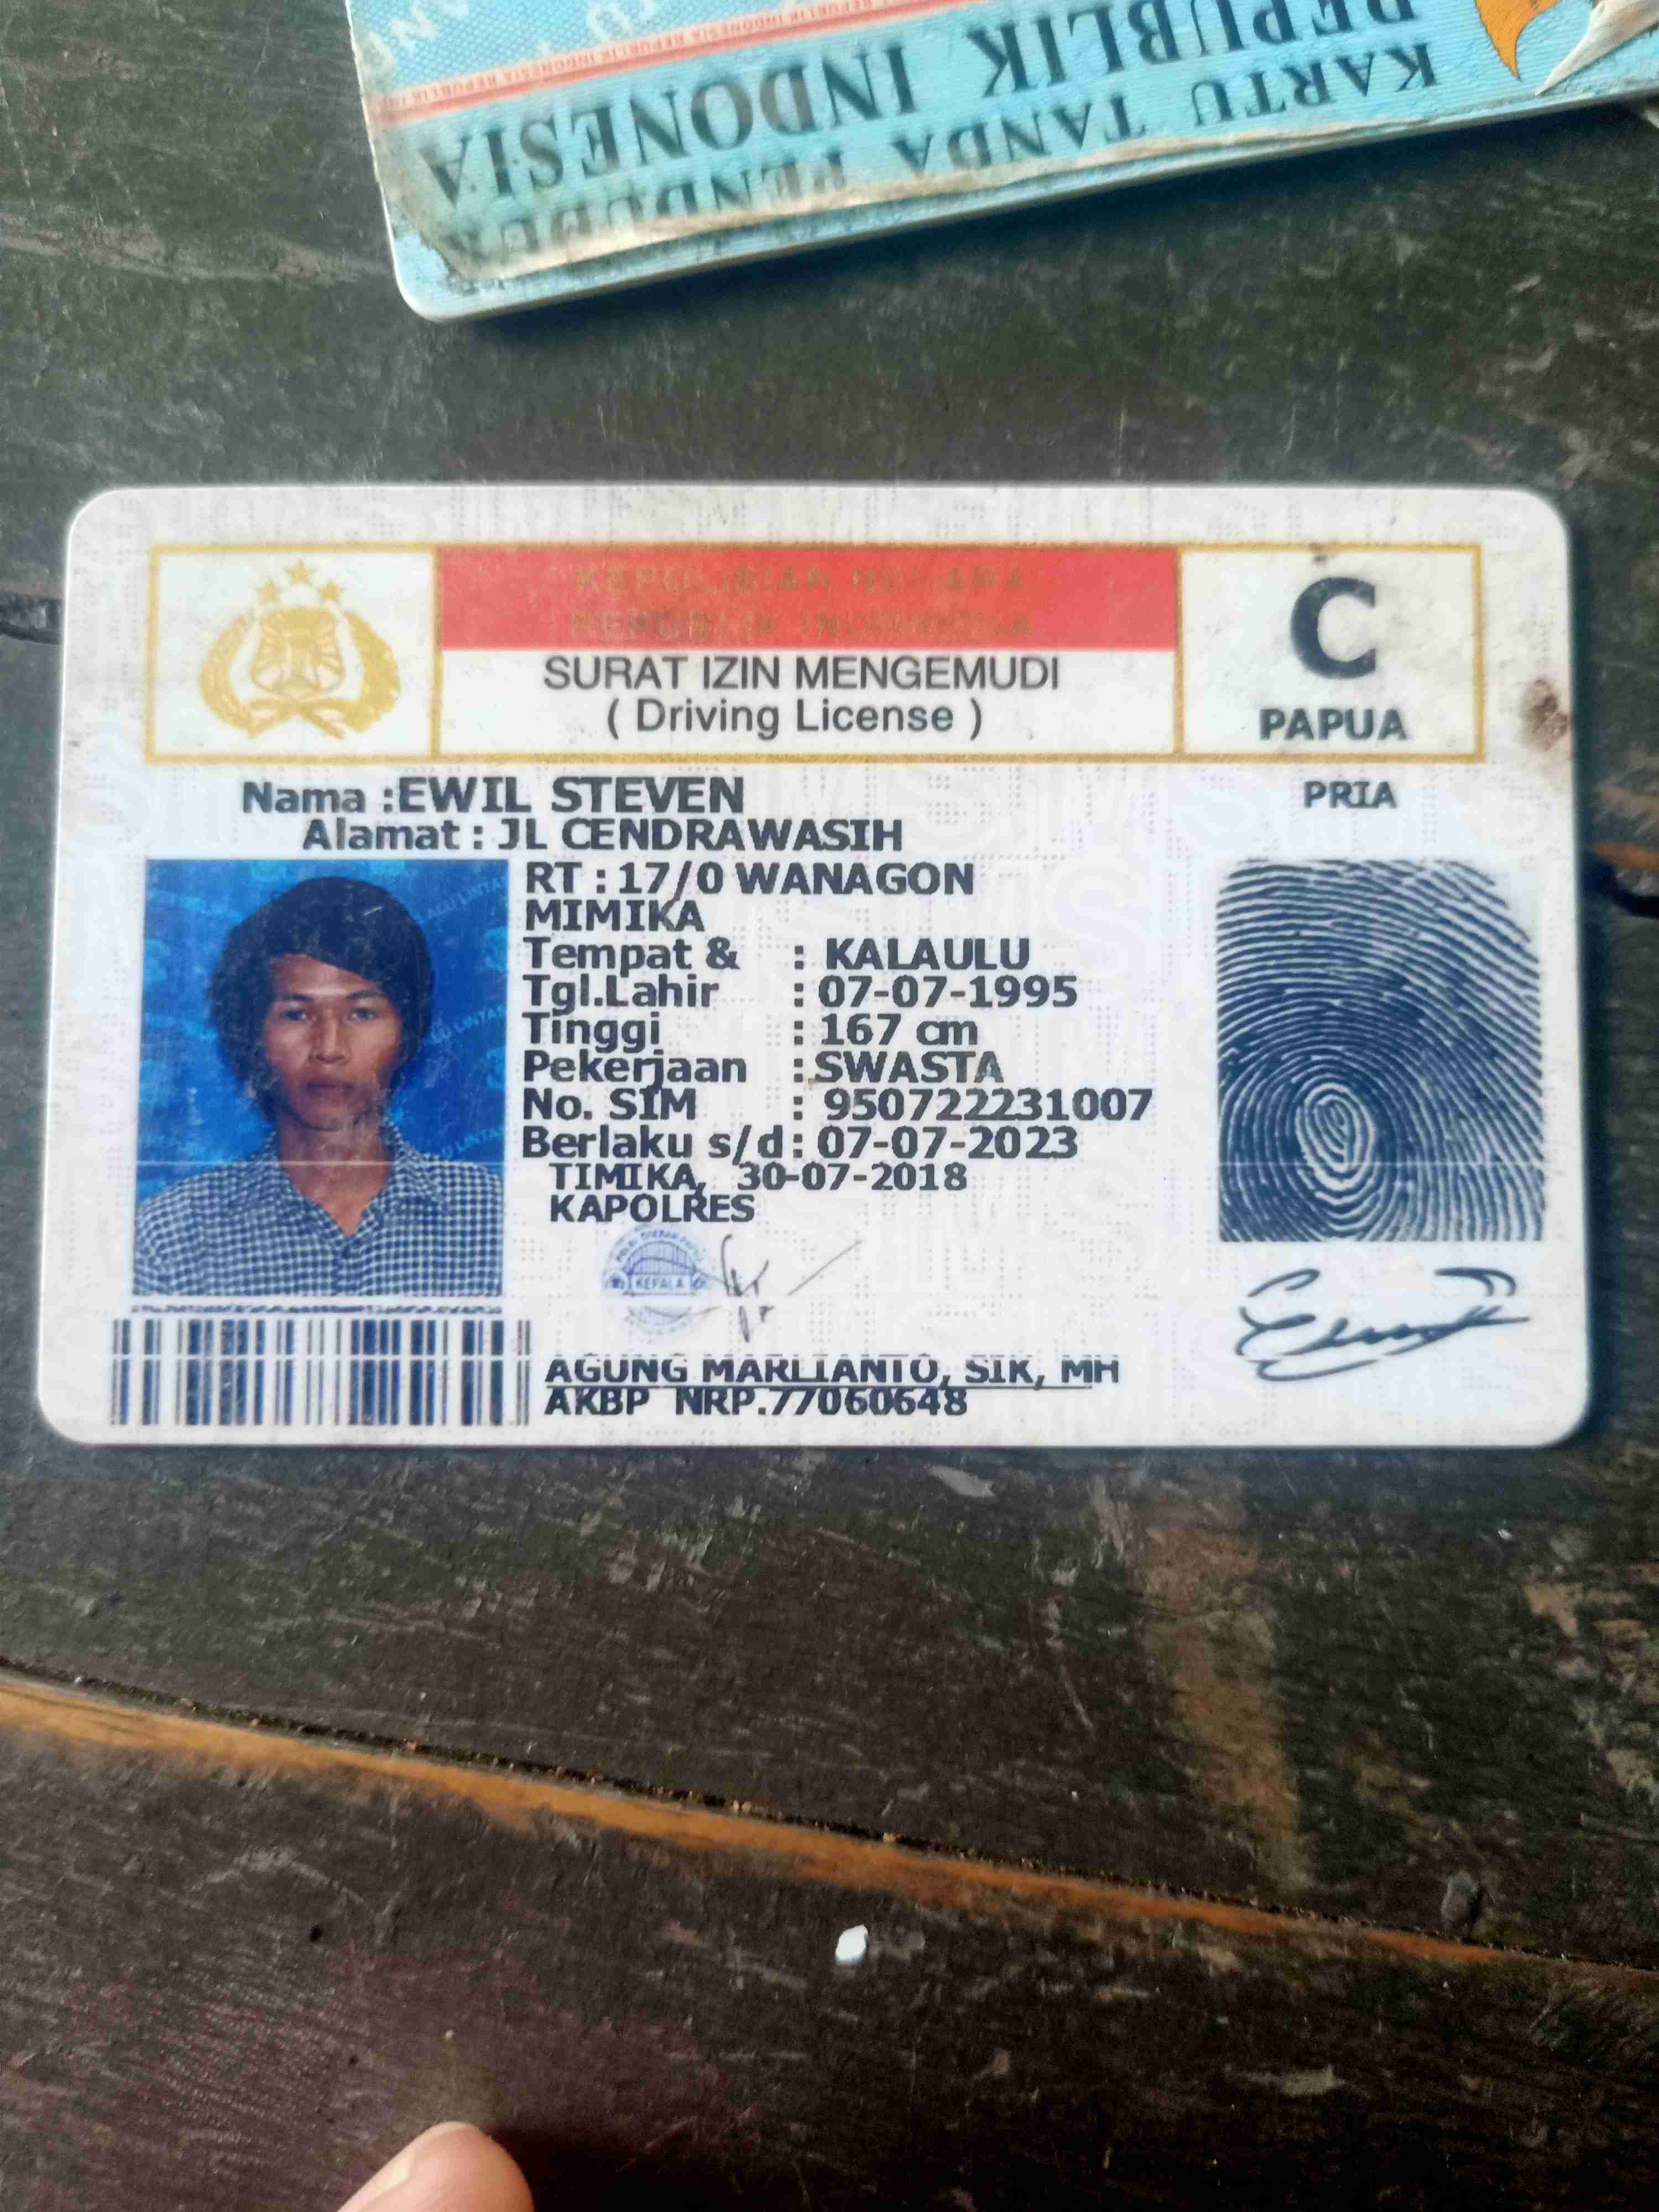 KARTU TANDA PENDUDUK
REPUBLIK INDONESIA
KEPOLISIAN NEGARA
REPUBLIK INDONESIA
SURAT IZIN MENGEMUDI
( Driving License )
C
PAPUA
PRIA
Nama :EWIL STEVEN
Alamat : JL CENDRAWASIH
RT : 17/0 WANAGON
MIMIKA
Tempat & : KALAULU
Tgl.Lahir : 07-07-1995
Tinggi : 167 cm
Pekerjaan :SWASTA
No. SIM : 950722231007
Berlaku s/d: 07-07-2023
TIMIKA, 30-07-2018
KAPOLRES
KEPALA
AGUNG MARLIANTO, SIK, MH
AKBP NRP.77060648